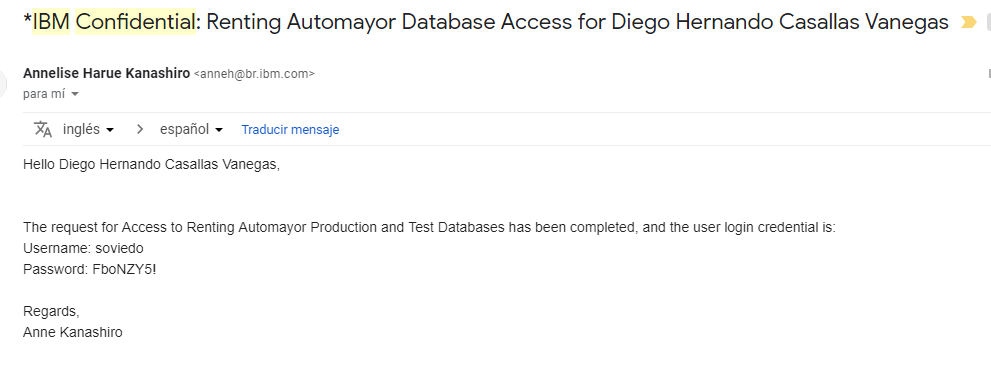 *IBM Confidential: Renting Automayor Database Access for Diego Hernando Casallas Vanegas
Annelise Harue Kanashiro <anneh@br.ibm.com>
para mí
inglés > español Traducir mensaje
Hello Diego Hernando Casallas Vanegas,
The request for Access to Renting Automayor Production and Test Databases has been completed, and the user login credential is:
Username: soviedo
Password: FboNZY5!
Regards,
Anne Kanashiro